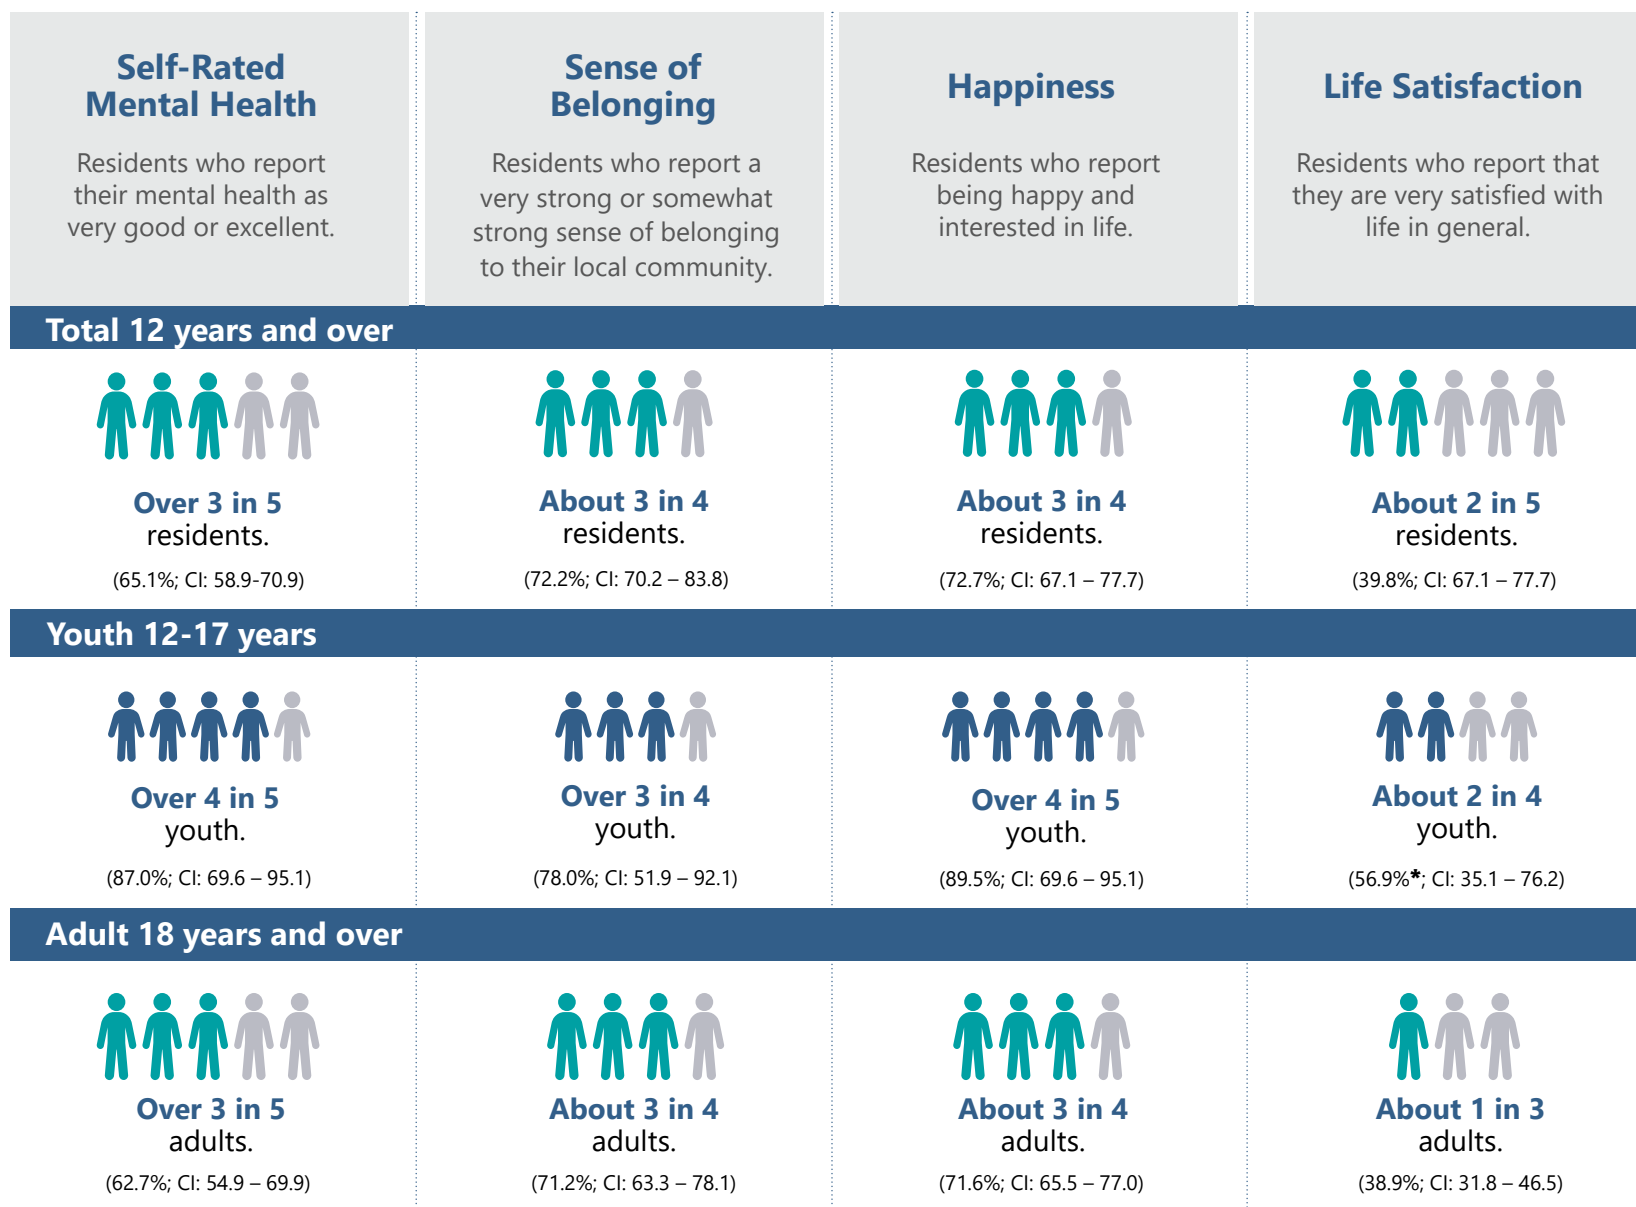 Self-Rated
Mental Health
Residents who report
their mental health as
very good or excellent.
Sense of
Belonging
Residents who report a
very strong or somewhat
strong sense of belonging
to their local community.
Happiness
Residents who report
being happy and
interested in life.
Life Satisfaction
Residents who report that
they are very satisfied with
life in general.
Total 12 years and over
Over 3 in 5
residents.
(65.1%; CI: 58.9-70.9)
About 3 in 4
residents.
(72.2%; CI: 70.2 – 83.8)
About 3 in 4
residents.
(72.7%; CI: 67.1 – 77.7)
About 2 in 5
residents.
(39.8%; CI: 67.1 – 77.7)
Youth 12-17 years
Over 4 in 5
youth.
(87.0%; CI: 69.6 – 95.1)
Over 3 in 4
youth.
(78.0%; CI: 51.9 – 92.1)
Over 4 in 5
youth.
(89.5%; CI: 69.6 – 95.1)
About 2 in 4
youth.
(56.9%*; CI: 35.1 – 76.2)
Adult 18 years and over
Over 3 in 5
adults.
(62.7%; CI: 54.9 – 69.9)
About 3 in 4
adults.
(71.2%; CI: 63.3 – 78.1)
About 3 in 4
adults.
(71.6%; CI: 65.5 – 77.0)
About 1 in 3
adults.
(38.9%; CI: 31.8 – 46.5)